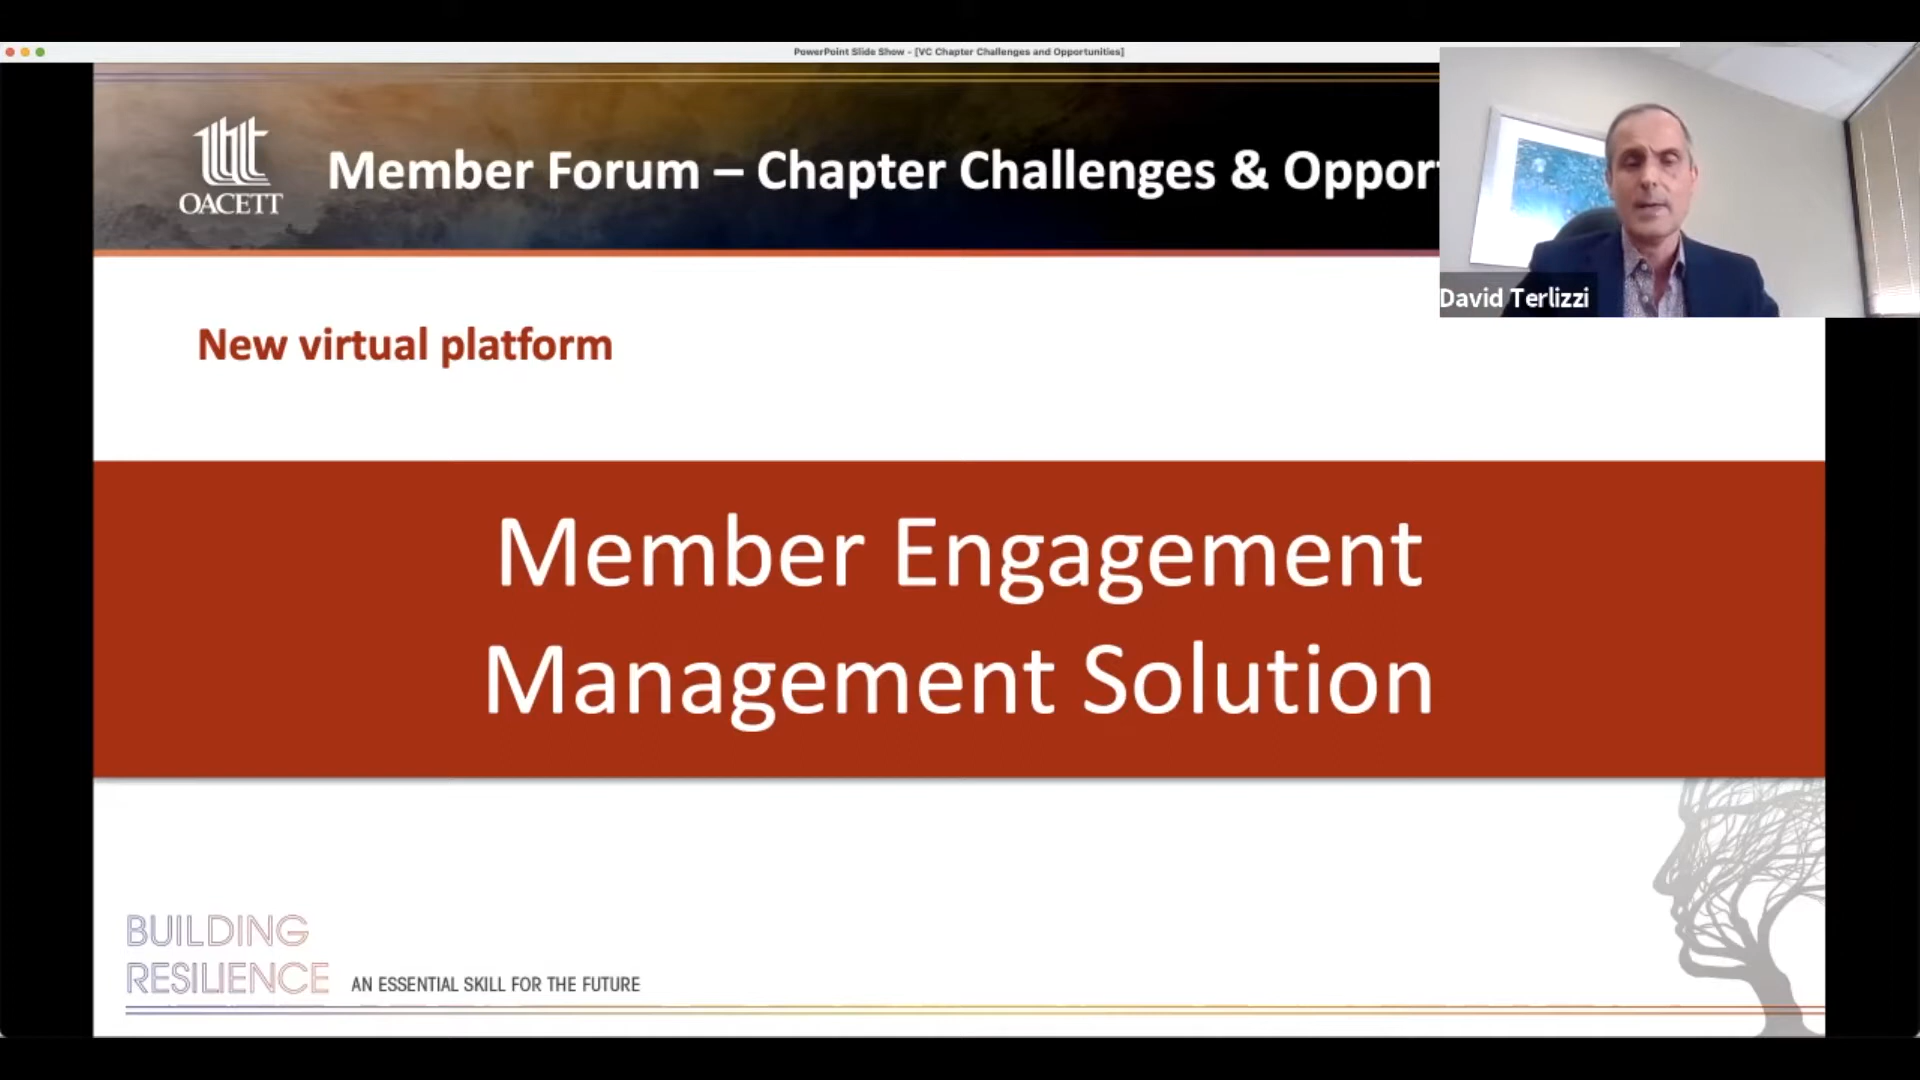 PowerPoint Slide Show - [VC Chapter Challenges and Opportunities]
OACETT
Member Forum – Chapter Challenges & Oppor
David Terlizzi
New virtual platform
Member Engagement
Management Solution
BUILDING
RESILIENCE AN ESSENTIAL SKILL FOR THE FUTURE